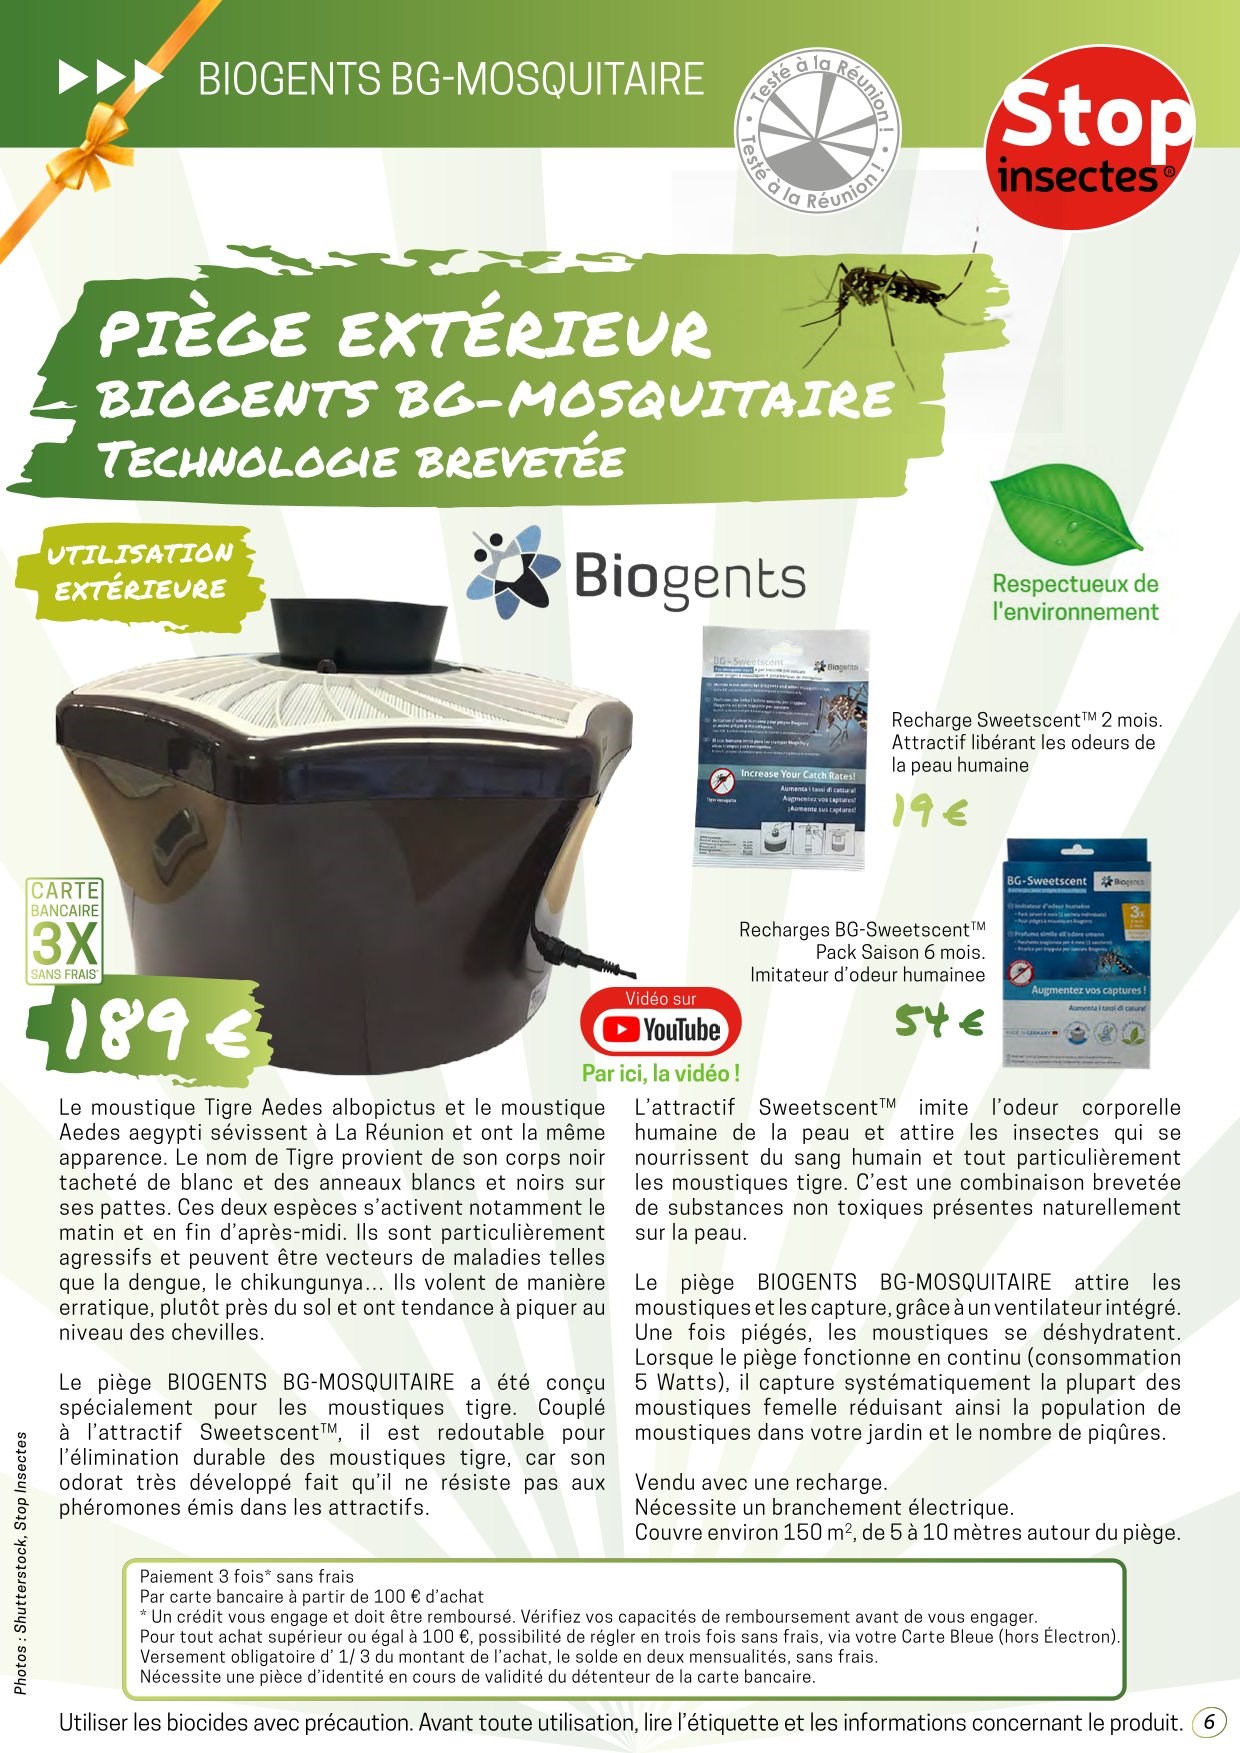 BIOGENTS BG-MOSQUITAIRE
• Testé à la Réunion !
• Testé à la Réunion !
Stop
insectes®
PIÈGE EXTÉRIEUR
BIOGENTS BG-MOSQUITAIRE
TECHNOLOGIE BREVETÉE
UTILISATION
EXTÉRIEURE
Biogents
Respectueux de
l'environnement
BG-Sweetscent
Biogents
Increase Your Catch Rates!
Aumenta i tassi di cattura!
Augmentez vos captures!
¡Aumente sus capturas!
Recharge Sweetscent™ 2 mois.
Attractif libérant les odeurs de
la peau humaine
19 €
CARTE
BANCAIRE
3X
SANS FRAIS*
189 €
Recharges BG-Sweetscent™
Pack Saison 6 mois.
Imitateur d’odeur humainee
54 €
BG-Sweetscent
Biogents
3x
Augmentez vos captures !
Vidéo sur
YouTube
Par ici, la vidéo !
Le moustique Tigre Aedes albopictus et le moustique
Aedes aegypti sévissent à La Réunion et ont la même
apparence. Le nom de Tigre provient de son corps noir
tacheté de blanc et des anneaux blancs et noirs sur
ses pattes. Ces deux espèces s’activent notamment le
matin et en fin d’après-midi. Ils sont particulièrement
agressifs et peuvent être vecteurs de maladies telles
que la dengue, le chikungunya... Ils volent de manière
erratique, plutôt près du sol et ont tendance à piquer au
niveau des chevilles.
Le piège BIOGENTS BG-MOSQUITAIRE a été conçu
spécialement pour les moustiques tigre. Couplé
à l’attractif Sweetscent™, il est redoutable pour
l’élimination durable des moustiques tigre, car son
odorat très développé fait qu’il ne résiste pas aux
phéromones émis dans les attractifs.
L’attractif Sweetscent™ imite l’odeur corporelle
humaine de la peau et attire les insectes qui se
nourrissent du sang humain et tout particulièrement
les moustiques tigre. C’est une combinaison brevetée
de substances non toxiques présentes naturellement
sur la peau.
Le piège BIOGENTS BG-MOSQUITAIRE attire les
moustiques et les capture, grâce à un ventilateur intégré.
Une fois piégés, les moustiques se déshydratent.
Lorsque le piège fonctionne en continu (consommation
5 Watts), il capture systématiquement la plupart des
moustiques femelle réduisant ainsi la population de
moustiques dans votre jardin et le nombre de piqûres.
Vendu avec une recharge.
Nécessite un branchement électrique.
Couvre environ 150 m², de 5 à 10 mètres autour du piège.
Photos : Shutterstock, Stop Insectes
Paiement 3 fois* sans frais
Par carte bancaire à partir de 100 € d’achat
* Un crédit vous engage et doit être remboursé. Vérifiez vos capacités de remboursement avant de vous engager.
Pour tout achat supérieur ou égal à 100 €, possibilité de régler en trois fois sans frais, via votre Carte Bleue (hors Électron).
Versement obligatoire d’ 1/ 3 du montant de l’achat, le solde en deux mensualités, sans frais.
Nécessite une pièce d’identité en cours de validité du détenteur de la carte bancaire.
Utiliser les biocides avec précaution. Avant toute utilisation, lire l’étiquette et les informations concernant le produit.
6